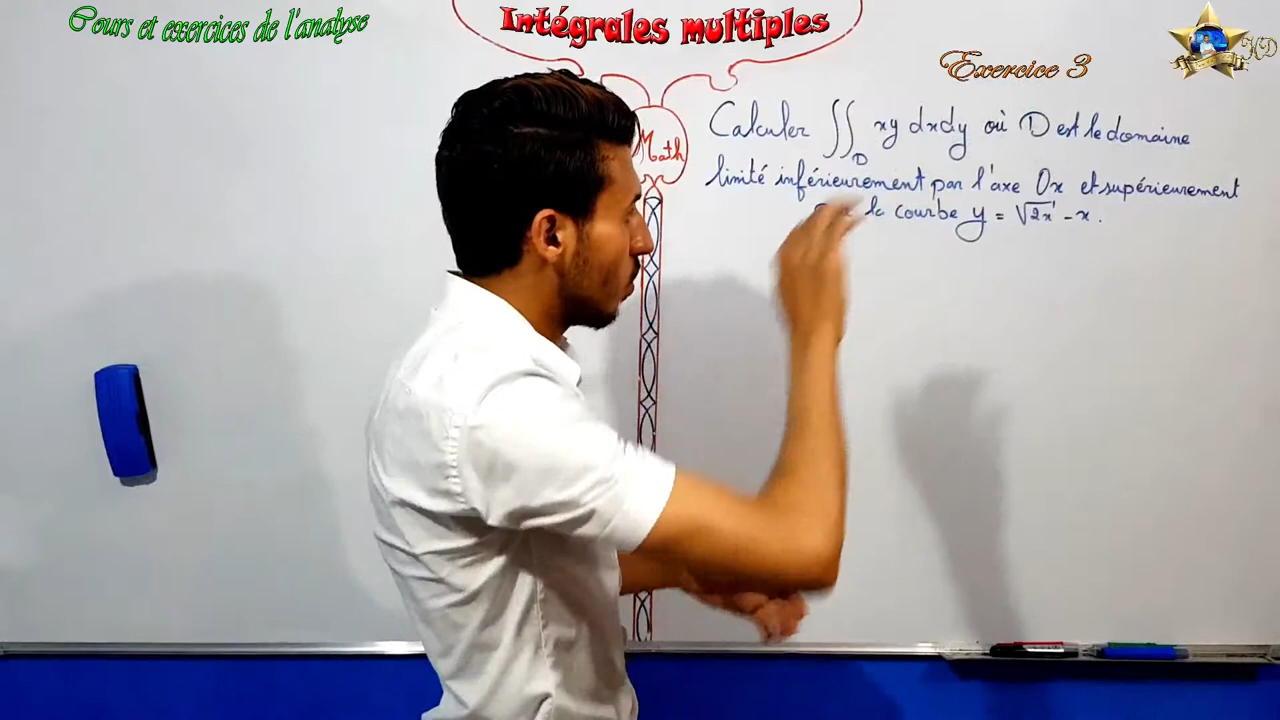 Cours et exercices de l'analyse
Intégrales multiples
Exercice 3
HD
Math
Calculer ∬_D xy dxdy où D est le domaine
limité inférieurement par l'axe Ox et supérieurement
la courbe y = √2x - x.